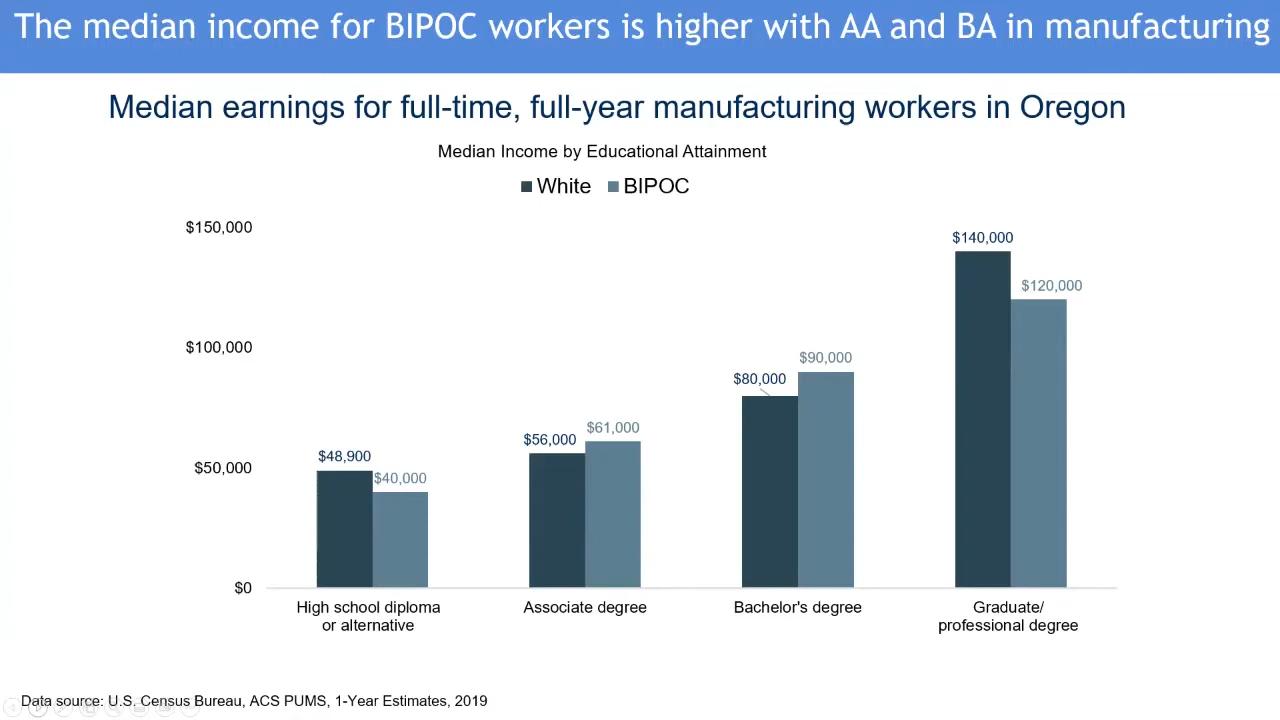 The median income for BIPOC workers is higher with AA and BA in manufacturing
Median earnings for full-time, full-year manufacturing workers in Oregon
Median Income by Educational Attainment
White BIPOC
$150,000
$100,000
$50,000
$0
$48,900
$40,000
$56,000
$61,000
$80,000
$90,000
$140,000
$120,000
High school diploma
or alternative
Associate degree
Bachelor's degree
Graduate/
professional degree
Data source: U.S. Census Bureau, ACS PUMS, 1-Year Estimates, 2019